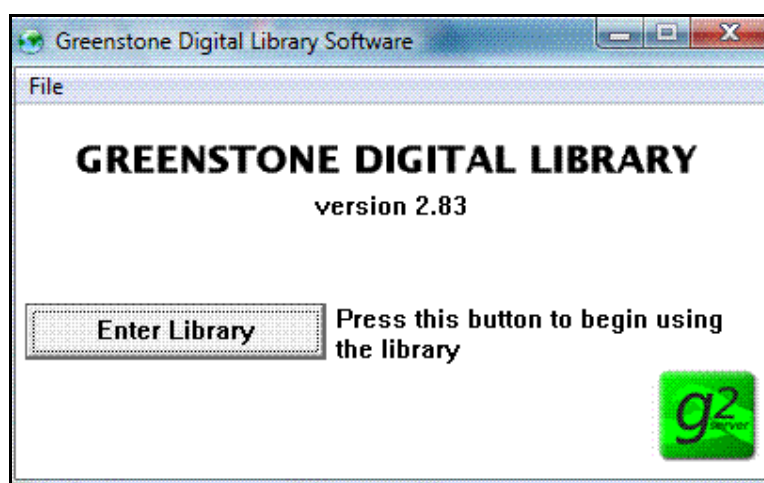 Greenstone Digital Library Software
File
GREENSTONE DIGITAL LIBRARY
version 2.83
Enter Library
Press this button to begin using
the library
g2
server